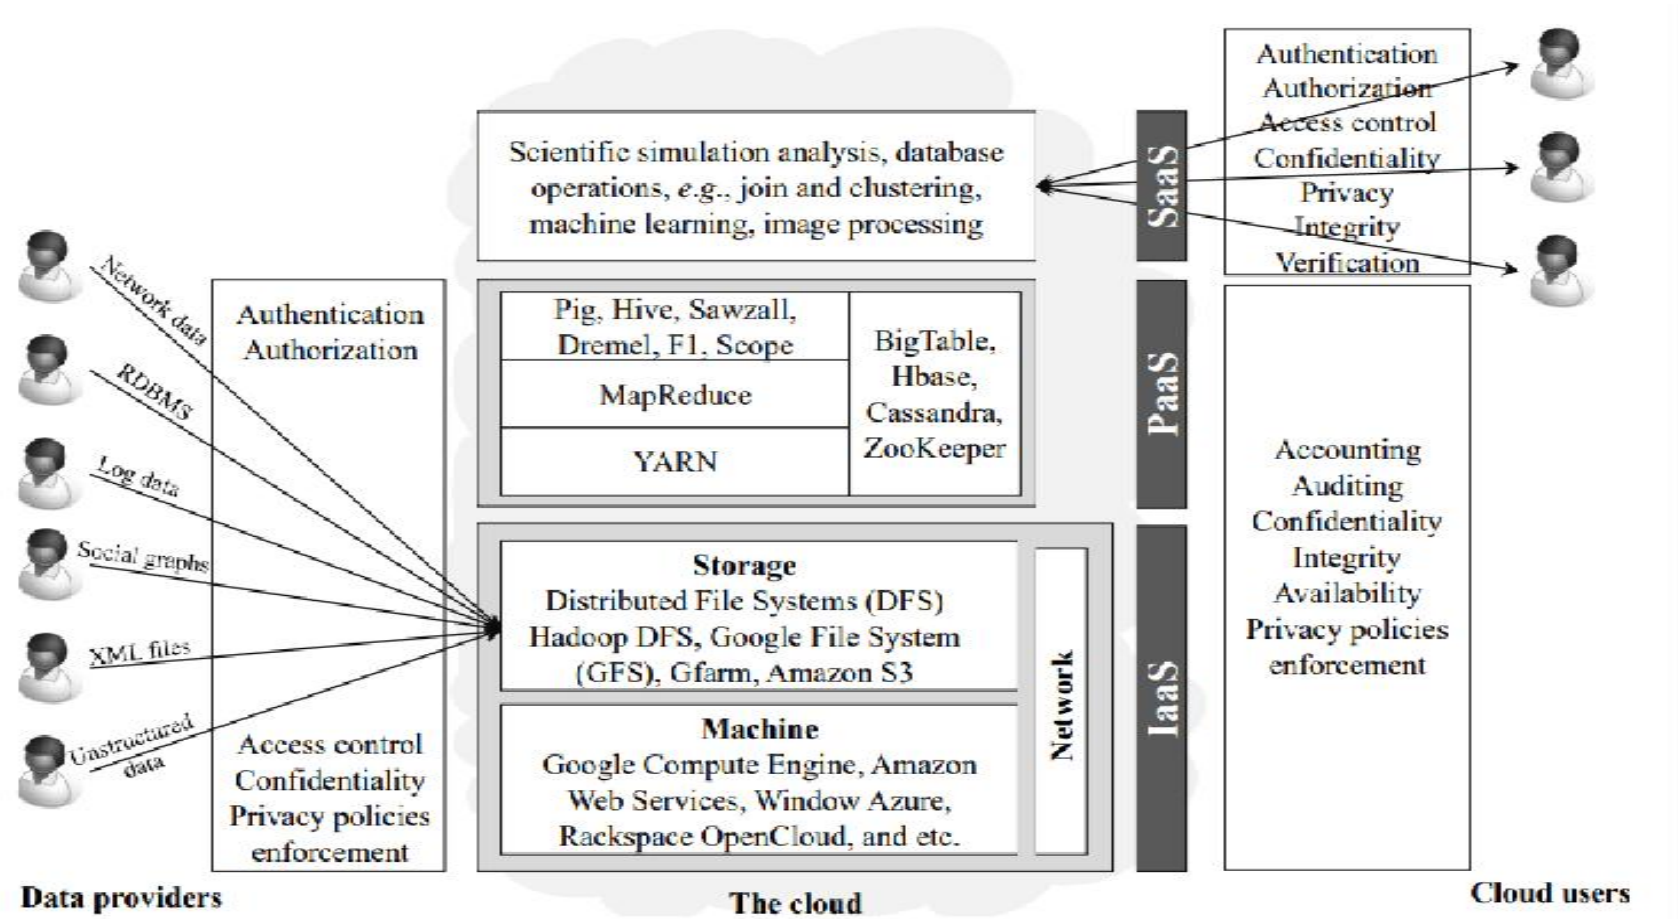 Network data
RDBMS
Log data
Social graphs
XML files
Unstructured
data
Data providers
Authentication
Authorization
Access control
Confidentiality
Privacy policies
enforcement
Scientific simulation analysis, database
operations, e.g., join and clustering,
machine learning, image processing
Pig, Hive, Sawzall,
Dremel, F1, Scope
MapReduce
YARN
BigTable,
Hbase,
Cassandra,
ZooKeeper
Storage
Distributed File Systems (DFS)
Hadoop DFS, Google File System
(GFS), Gfarm, Amazon S3
Machine
Google Compute Engine, Amazon
Web Services, Window Azure,
Rackspace OpenCloud, and etc.
Network
The cloud
SaaS
PaaS
IaaS
Authentication
Authorization
Access control
Confidentiality
Privacy
Integrity
Verification
Accounting
Auditing
Confidentiality
Integrity
Availability
Privacy policies
enforcement
Cloud users